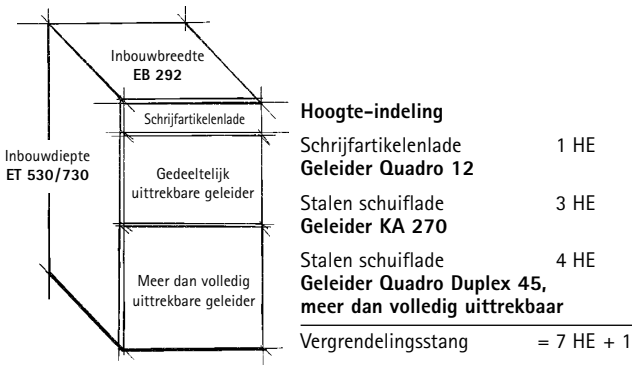 Inbouwbreedte
EB 292
Schrijfartikelenlade
Inbouwdiepte
ET 530/730
Gedeeltelijk
uittrekbare geleider
Meer dan volledig
uittrekbare geleider
Hoogte-indeling
Schrijfartikelenlade 1 HE
Geleider Quadro 12
Stalen schuiflade 3 HE
Geleider KA 270
Stalen schuiflade 4 HE
Geleider Quadro Duplex 45,
meer dan volledig uittrekbaar
Vergrendelingsstang = 7 HE + 1